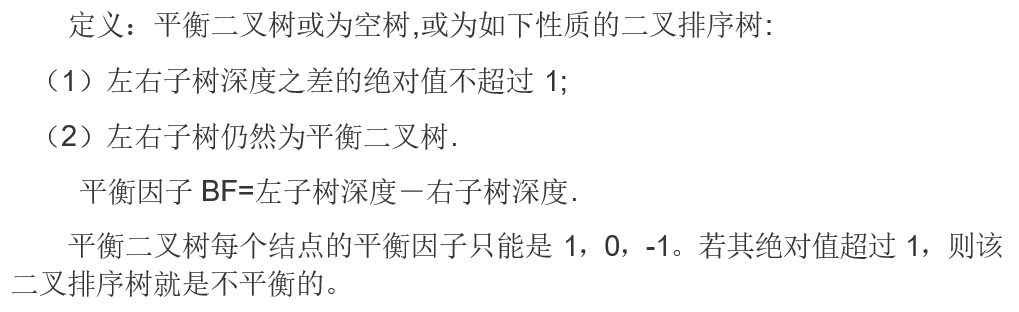 定义：平衡二叉树或为空树,或为如下性质的二叉排序树:
（1）左右子树深度之差的绝对值不超过 1;
（2）左右子树仍然为平衡二叉树.
平衡因子 BF=左子树深度－右子树深度.
平衡二叉树每个结点的平衡因子只能是 1，0，-1。若其绝对值超过 1，则该
二叉排序树就是不平衡的。